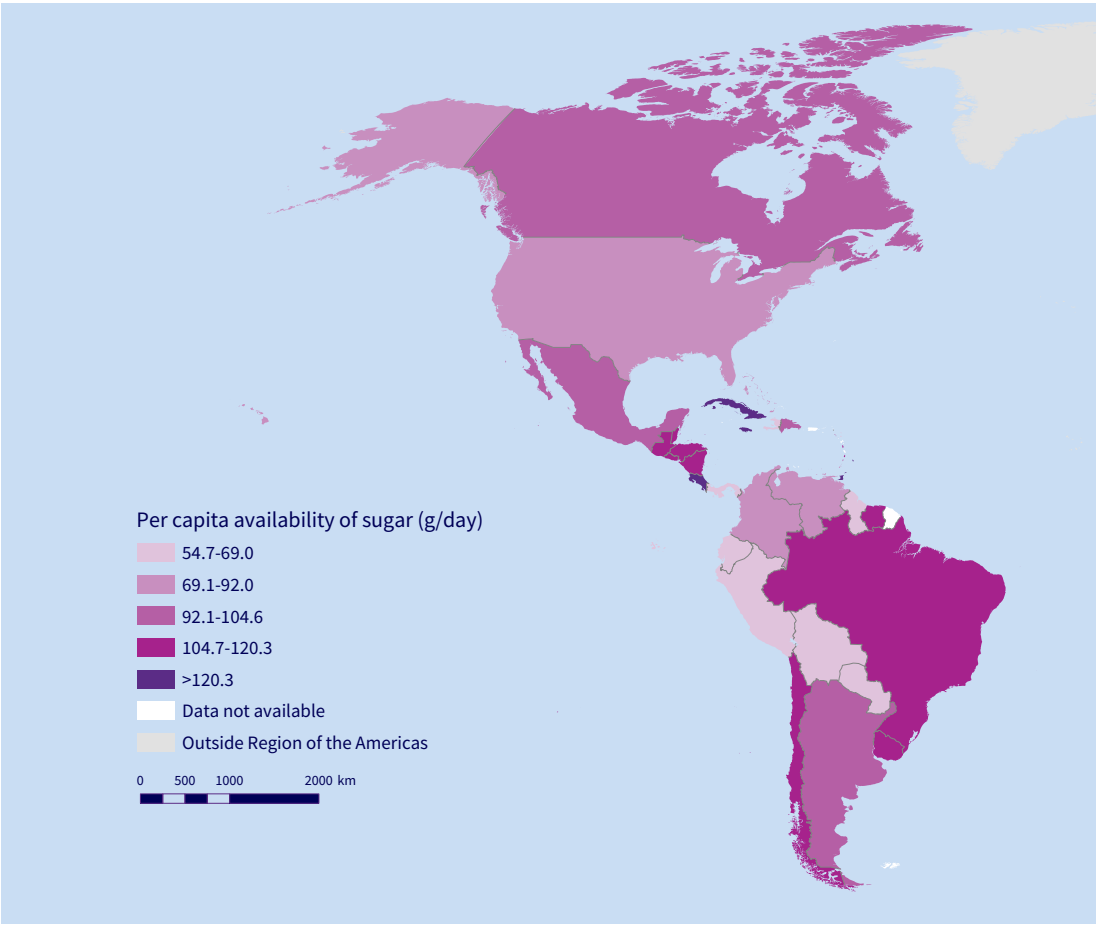 Per capita availability of sugar (g/day)
54.7-69.0
69.1-92.0
92.1-104.6
104.7-120.3
>120.3
Data not available
Outside Region of the Americas
0 500 1000 2000 km